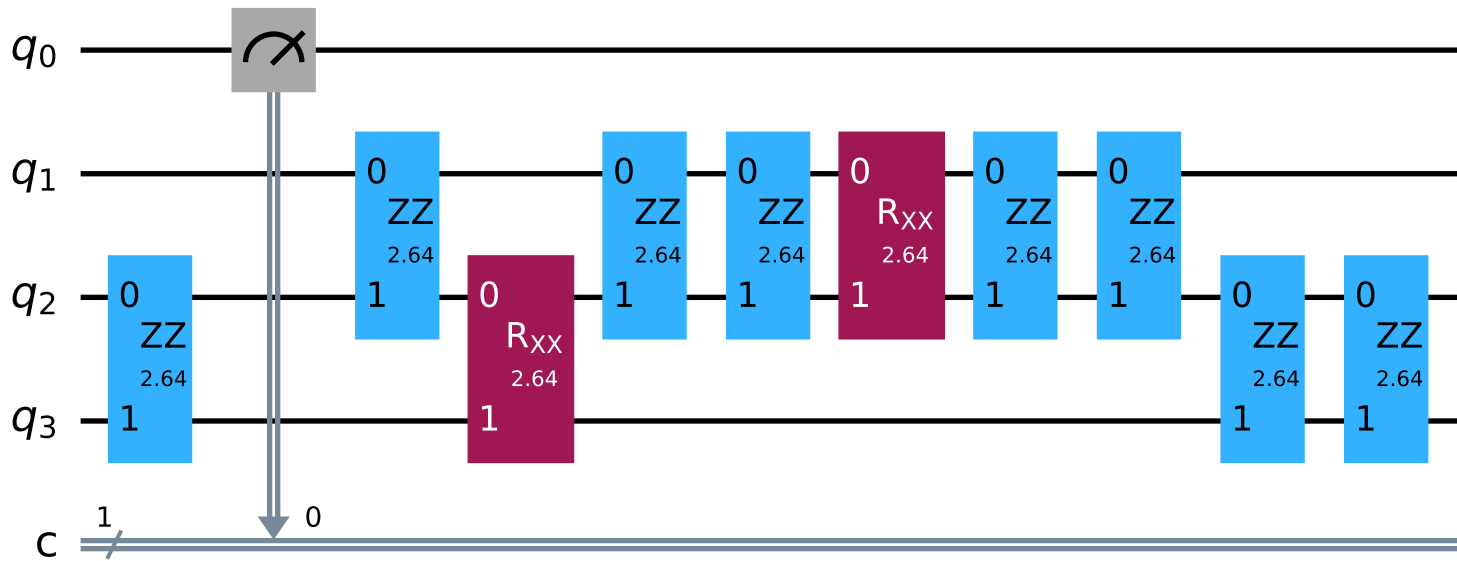 q0
q1
0 0 0 0 0 0
ZZ ZZ ZZ RXX ZZ ZZ
2.64 2.64 2.64 2.64 2.64 2.64
q2
0 1 0 1 1 1 1 1 0 0
ZZ RXX ZZ ZZ
2.64 2.64 2.64 2.64
q3
1 1 1 1
1 0
c